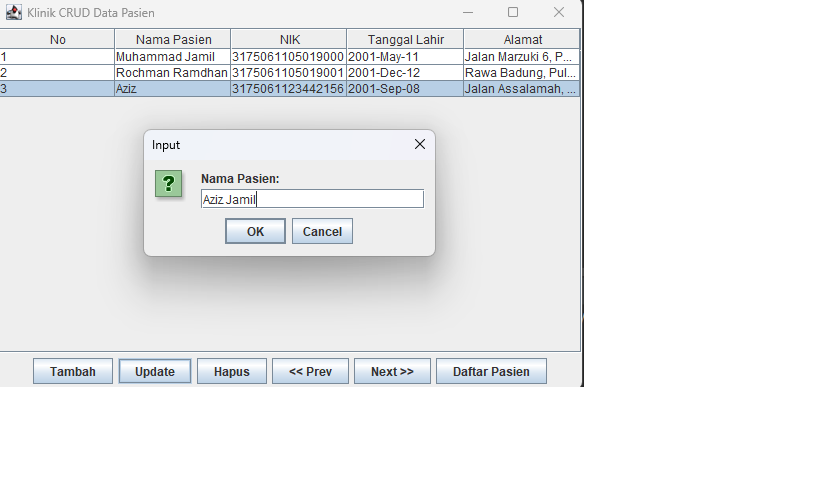 Klinik CRUD Data Pasien
No Nama Pasien NIK Tanggal Lahir Alamat
1 Muhammad Jamil 3175061105019000 2001-May-11 Jalan Marzuki 6, P...
2 Rochman Ramdhan 3175061105019001 2001-Dec-12 Rawa Badung, Pul...
3 Aziz 3175061123442156 2001-Sep-08 Jalan Assalamah, ...
Input
?
Nama Pasien:
Aziz Jamil
OK Cancel
Tambah Update Hapus << Prev Next >> Daftar Pasien